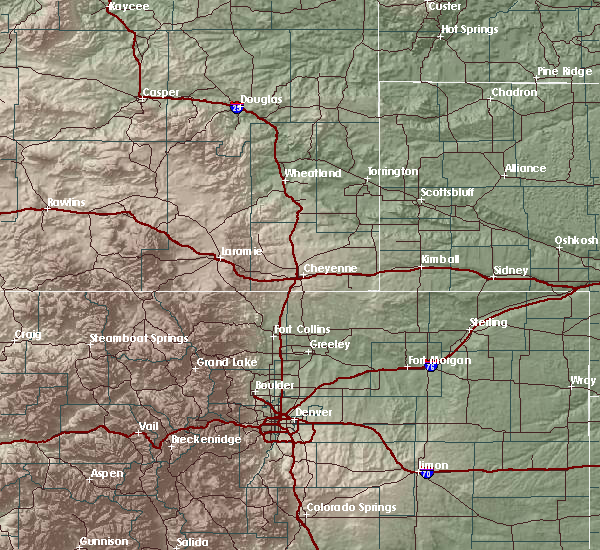 Kaycee
Custer
Hot Springs
Pine Ridge
Casper
Chadron
25
Douglas
Wheatland
Torrington
Alliance
Scottsbluff
Rawlins
Oshkosh
Laramie
Kimball
Cheyenne
Sidney
Sterling
Craig
Steamboat Springs
Fort Collins
Greeley
Grand Lake
Fort Morgan
76
Boulder
Wray
Denver
Vail
Breckenridge
Limon
70
Aspen
Colorado Springs
Gunnison
Salida